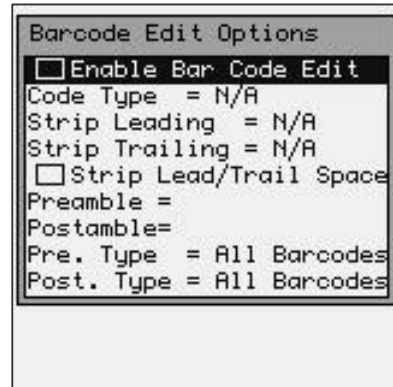 Barcode Edit Options
Enable Bar Code Edit
Code Type = N/A
Strip Leading = N/A
Strip Trailing = N/A
Strip Lead/Trail Space
Preamble =
Postamble=
Pre. Type = All Barcodes
Post. Type = All Barcodes